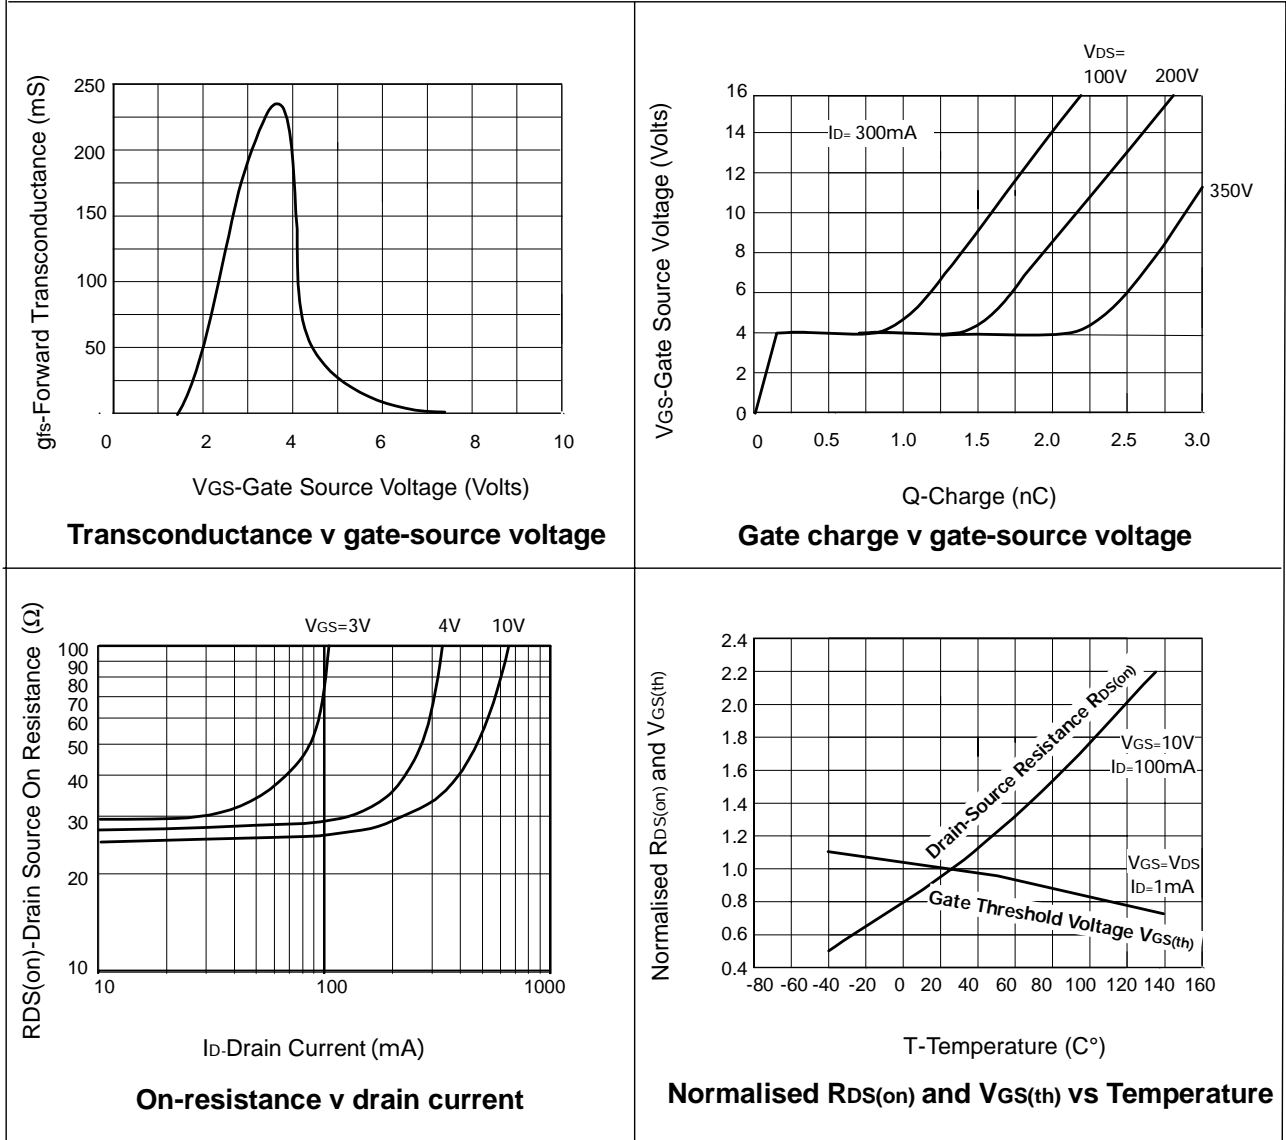 gfs-Forward Transconductance (mS)
250
200
150
100
50
0 2 4 6 8 10
VGS-Gate Source Voltage (Volts)
Transconductance v gate-source voltage
VGS-Gate Source Voltage (Volts)
VDS=
100V 200V
350V
ID= 300mA
16
14
12
10
8
6
4
2
0
0 0.5 1.0 1.5 2.0 2.5 3.0
Q-Charge (nC)
Gate charge v gate-source voltage
RDS(on)-Drain Source On Resistance (Ω)
VGS=3V 4V 10V
100
90
80
70
60
50
40
30
20
10
10 100 1000
ID-Drain Current (mA)
On-resistance v drain current
Normalised RDS(on) and VGS(th)
2.4
2.2
2.0
1.8
1.6
1.4
1.2
1.0
0.8
0.6
0.4
Drain-Source Resistance RDS(on)
VGS=10V
ID=100mA
VGS=VDS
ID=1mA
Gate Threshold Voltage VGS(th)
-80 -60 -40 -20 0 20 40 60 80 100 120 140 160
T-Temperature (C°)
Normalised RDS(on) and VGS(th) vs Temperature